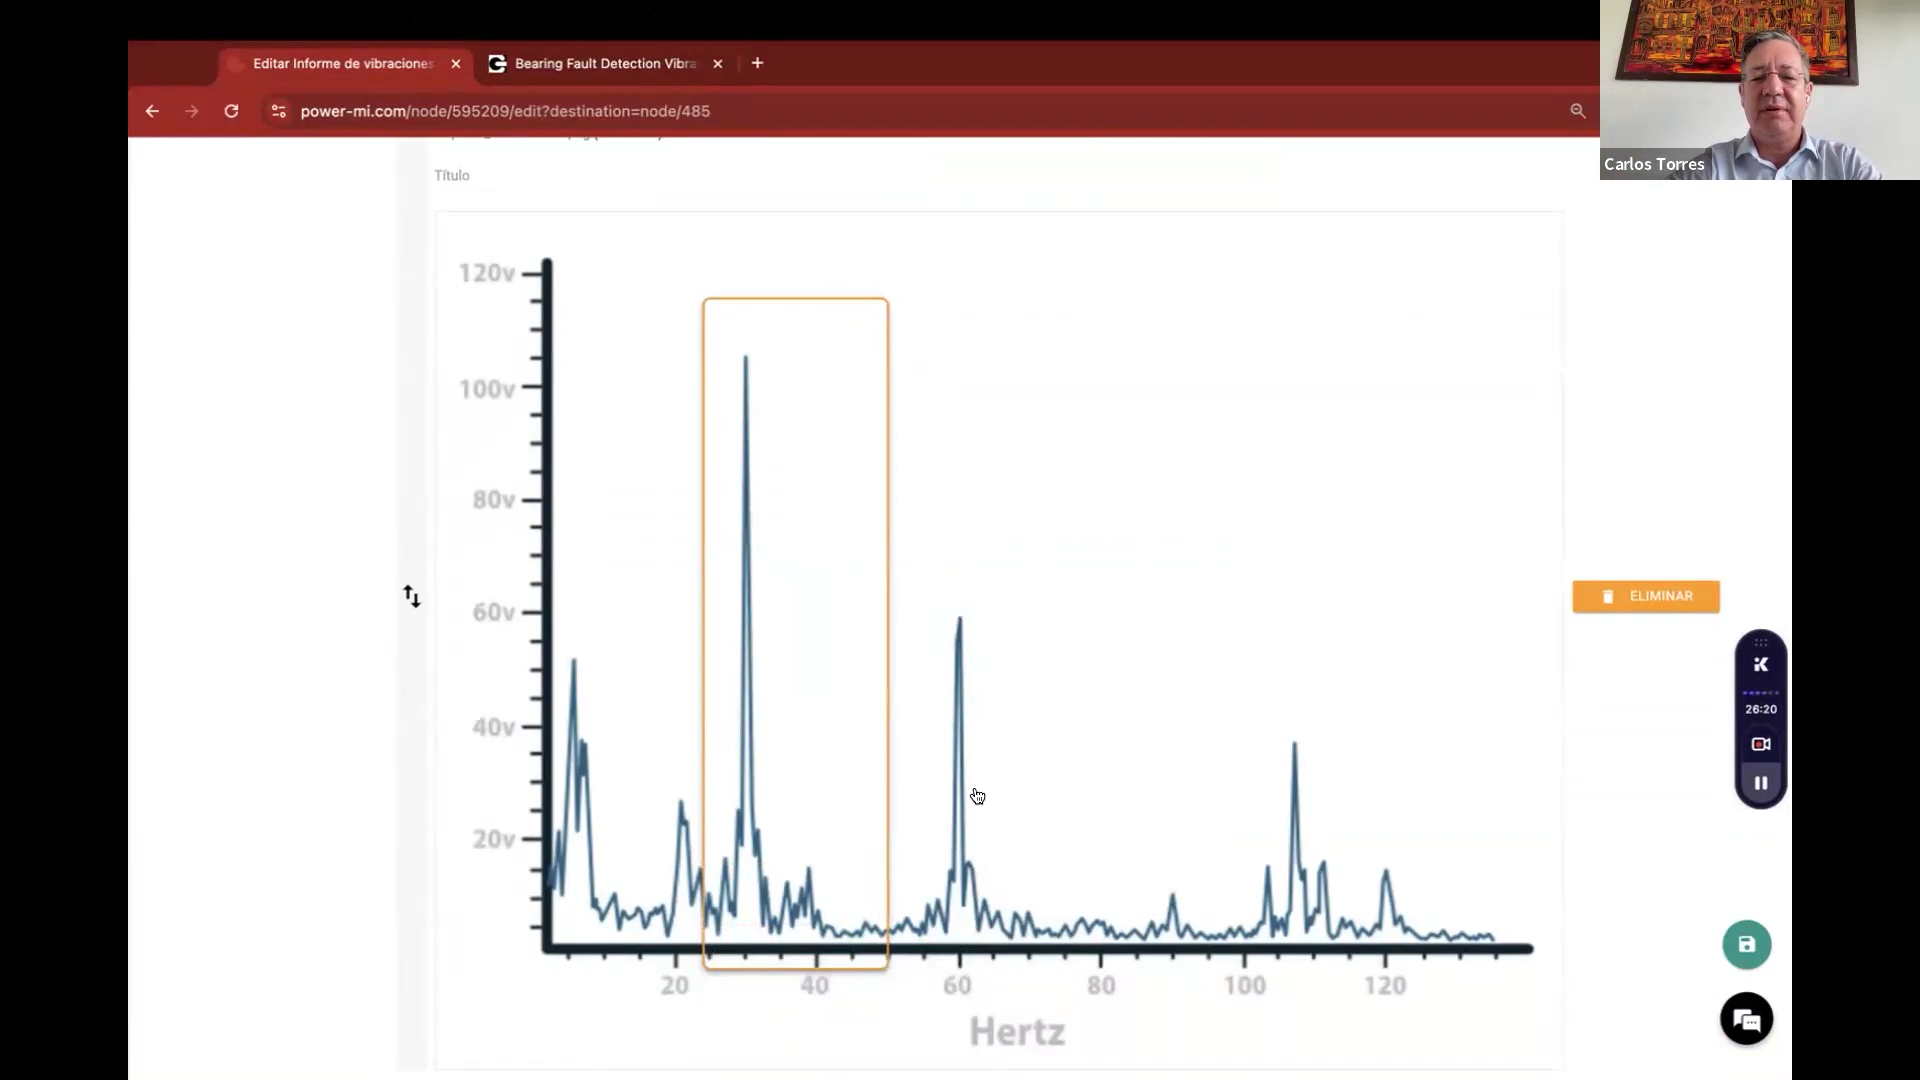 Editar Informe de vibraciones
Bearing Fault Detection Vibra
power-mi.com/node/595209/edit?destination=node/485
Carlos Torres
Título
120v
100v
80v
60v
40v
20v
20 40 60 80 100 120
Hertz
ELIMINAR
26:20